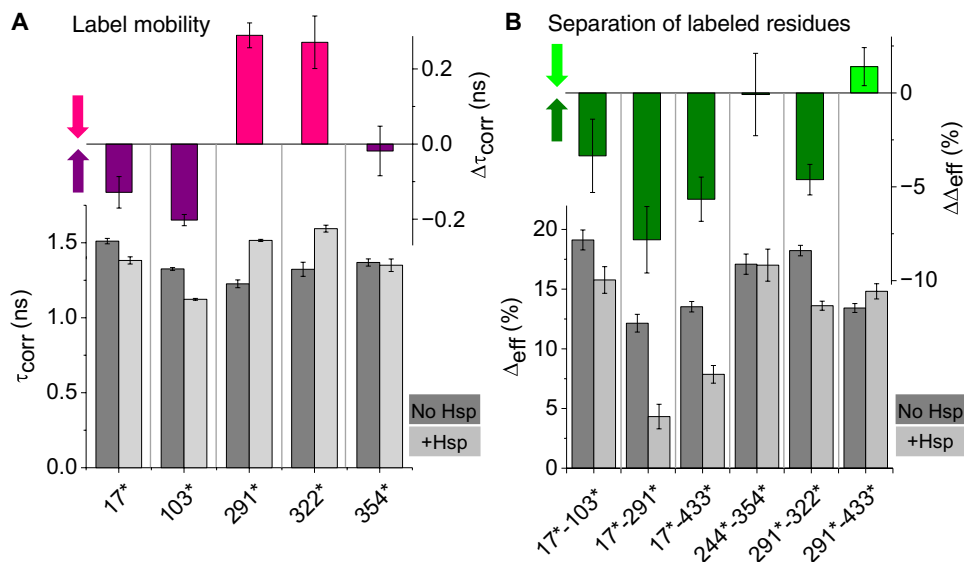 A Label mobility
0.2
0.0
−0.2
Δτcorr (ns)
1.5
1.0
0.5
0.0
τcorr (ns)
No Hsp
+Hsp
17*
103*
291*
322*
354*
B Separation of labeled residues
0
−5
−10
ΔΔeff (%)
20
15
10
5
0
Δeff (%)
No Hsp
+Hsp
17*-103*
17*-291*
17*-433*
244*-354*
291*-322*
291*-433*